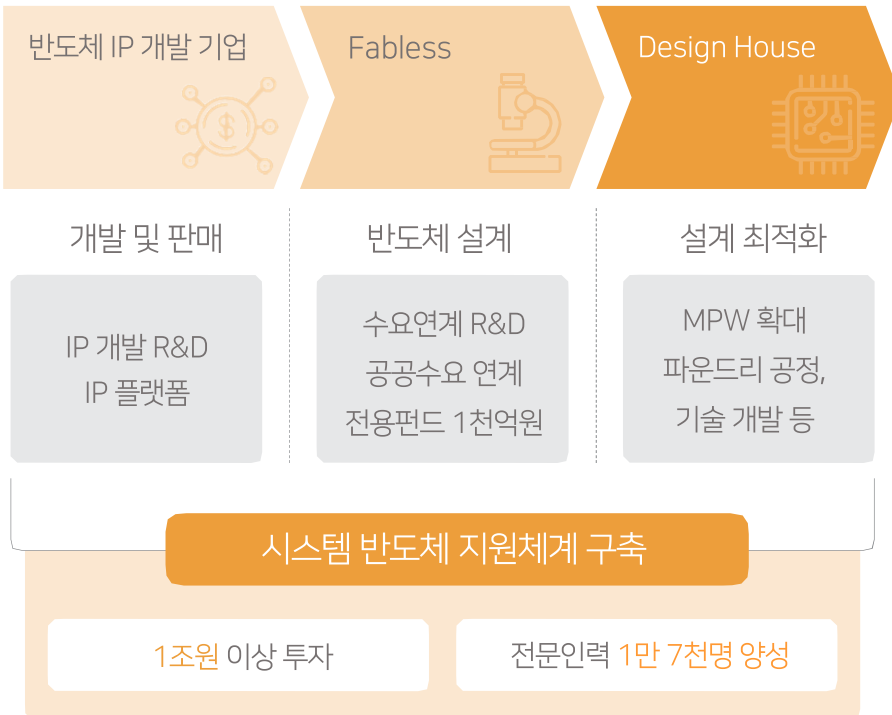 반도체 IP 개발 기업
Fabless
Design House
개발 및 판매
반도체 설계
설계 최적화
IP 개발 R&D
IP 플랫폼
수요연계 R&D
공공수요 연계
전용펀드 1천억원
MPW 확대
파운드리 공정,
기술 개발 등
시스템 반도체 지원체계 구축
1조원 이상 투자
전문인력 1만 7천명 양성